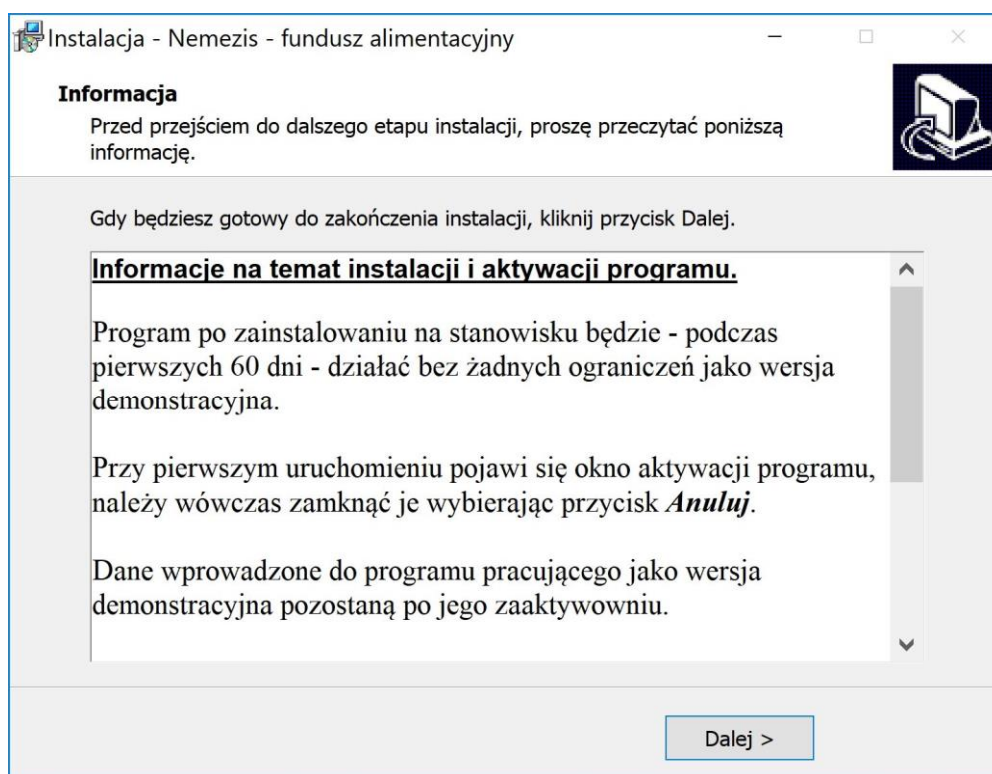 Instalacja - Nemezis - fundusz alimentacyjny
Informacja
Przed przejściem do dalszego etapu instalacji, proszę przeczytać poniższą
informację.
Gdy będziesz gotowy do zakończenia instalacji, kliknij przycisk Dalej.
Informacje na temat instalacji i aktywacji programu.
Program po zainstalowaniu na stanowisku będzie - podczas
pierwszych 60 dni - działać bez żadnych ograniczeń jako wersja
demonstracyjna.
Przy pierwszym uruchomieniu pojawi się okno aktywacji programu,
należy wówczas zamknąć je wybierając przycisk Anuluj.
Dane wprowadzone do programu pracującego jako wersja
demonstracyjna pozostaną po jego zaaktywowniu.
Dalej >